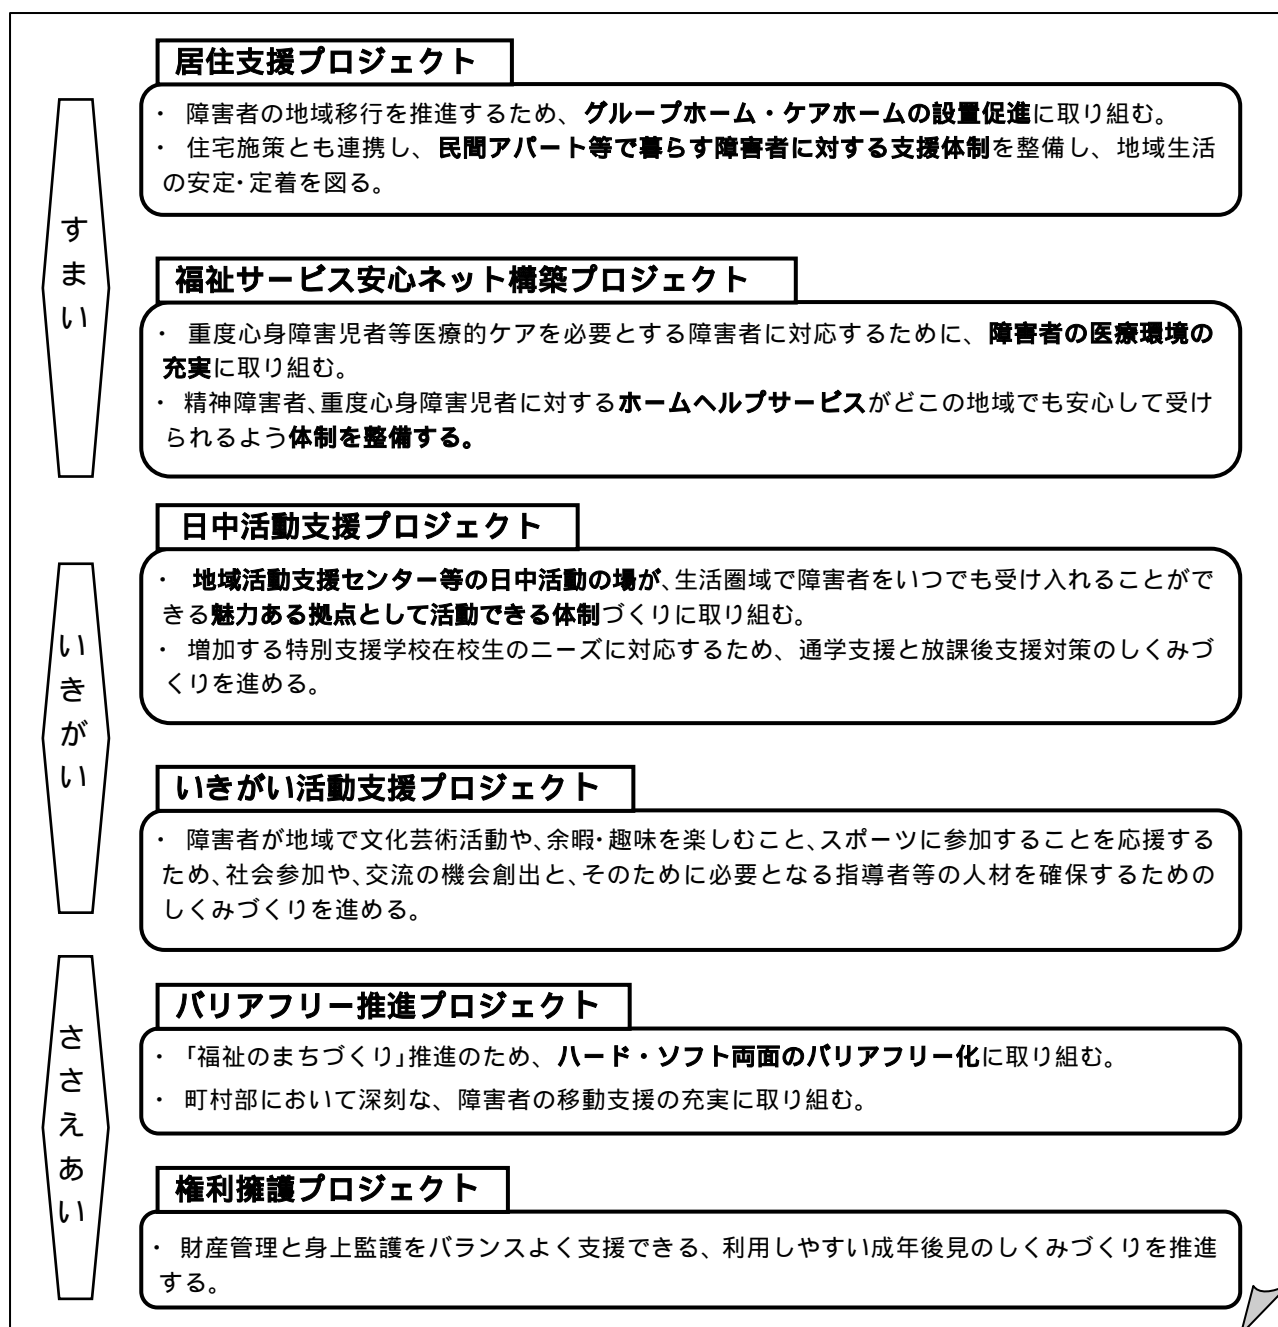 すまい
居住支援プロジェクト
・ 障害者の地域移行を推進するため、グループホーム・ケアホームの設置促進に取り組む。
・ 住宅施策とも連携し、民間アパート等で暮らす障害者に対する支援体制を整備し、地域生活
の安定・定着を図る。
福祉サービス安心ネット構築プロジェクト
・ 重度心身障害児者等医療的ケアを必要とする障害者に対応するために、障害者の医療環境の
充実に取り組む。
・ 精神障害者、重度心身障害児者に対するホームヘルプサービスがどこの地域でも安心して受け
られるよう体制を整備する。
いきがい
日中活動支援プロジェクト
・ 地域活動支援センター等の日中活動の場が、生活圏域で障害者をいつでも受け入れることがで
きる魅力ある拠点として活動できる体制づくりに取り組む。
・ 増加する特別支援学校在校生のニーズに対応するため、通学支援と放課後支援対策のしくみづ
くりを進める。
いきがい活動支援プロジェクト
・ 障害者が地域で文化芸術活動や、余暇・趣味を楽しむこと、スポーツに参加することを応援する
ため、社会参加や、交流の機会創出と、そのために必要となる指導者等の人材を確保するための
しくみづくりを進める。
ささえあい
バリアフリー推進プロジェクト
・ 「福祉のまちづくり」推進のため、ハード・ソフト両面のバリアフリー化に取り組む。
・ 町村部において深刻な、障害者の移動支援の充実に取り組む。
権利擁護プロジェクト
・ 財産管理と身上監護をバランスよく支援できる、利用しやすい成年後見のしくみづくりを推進
する。